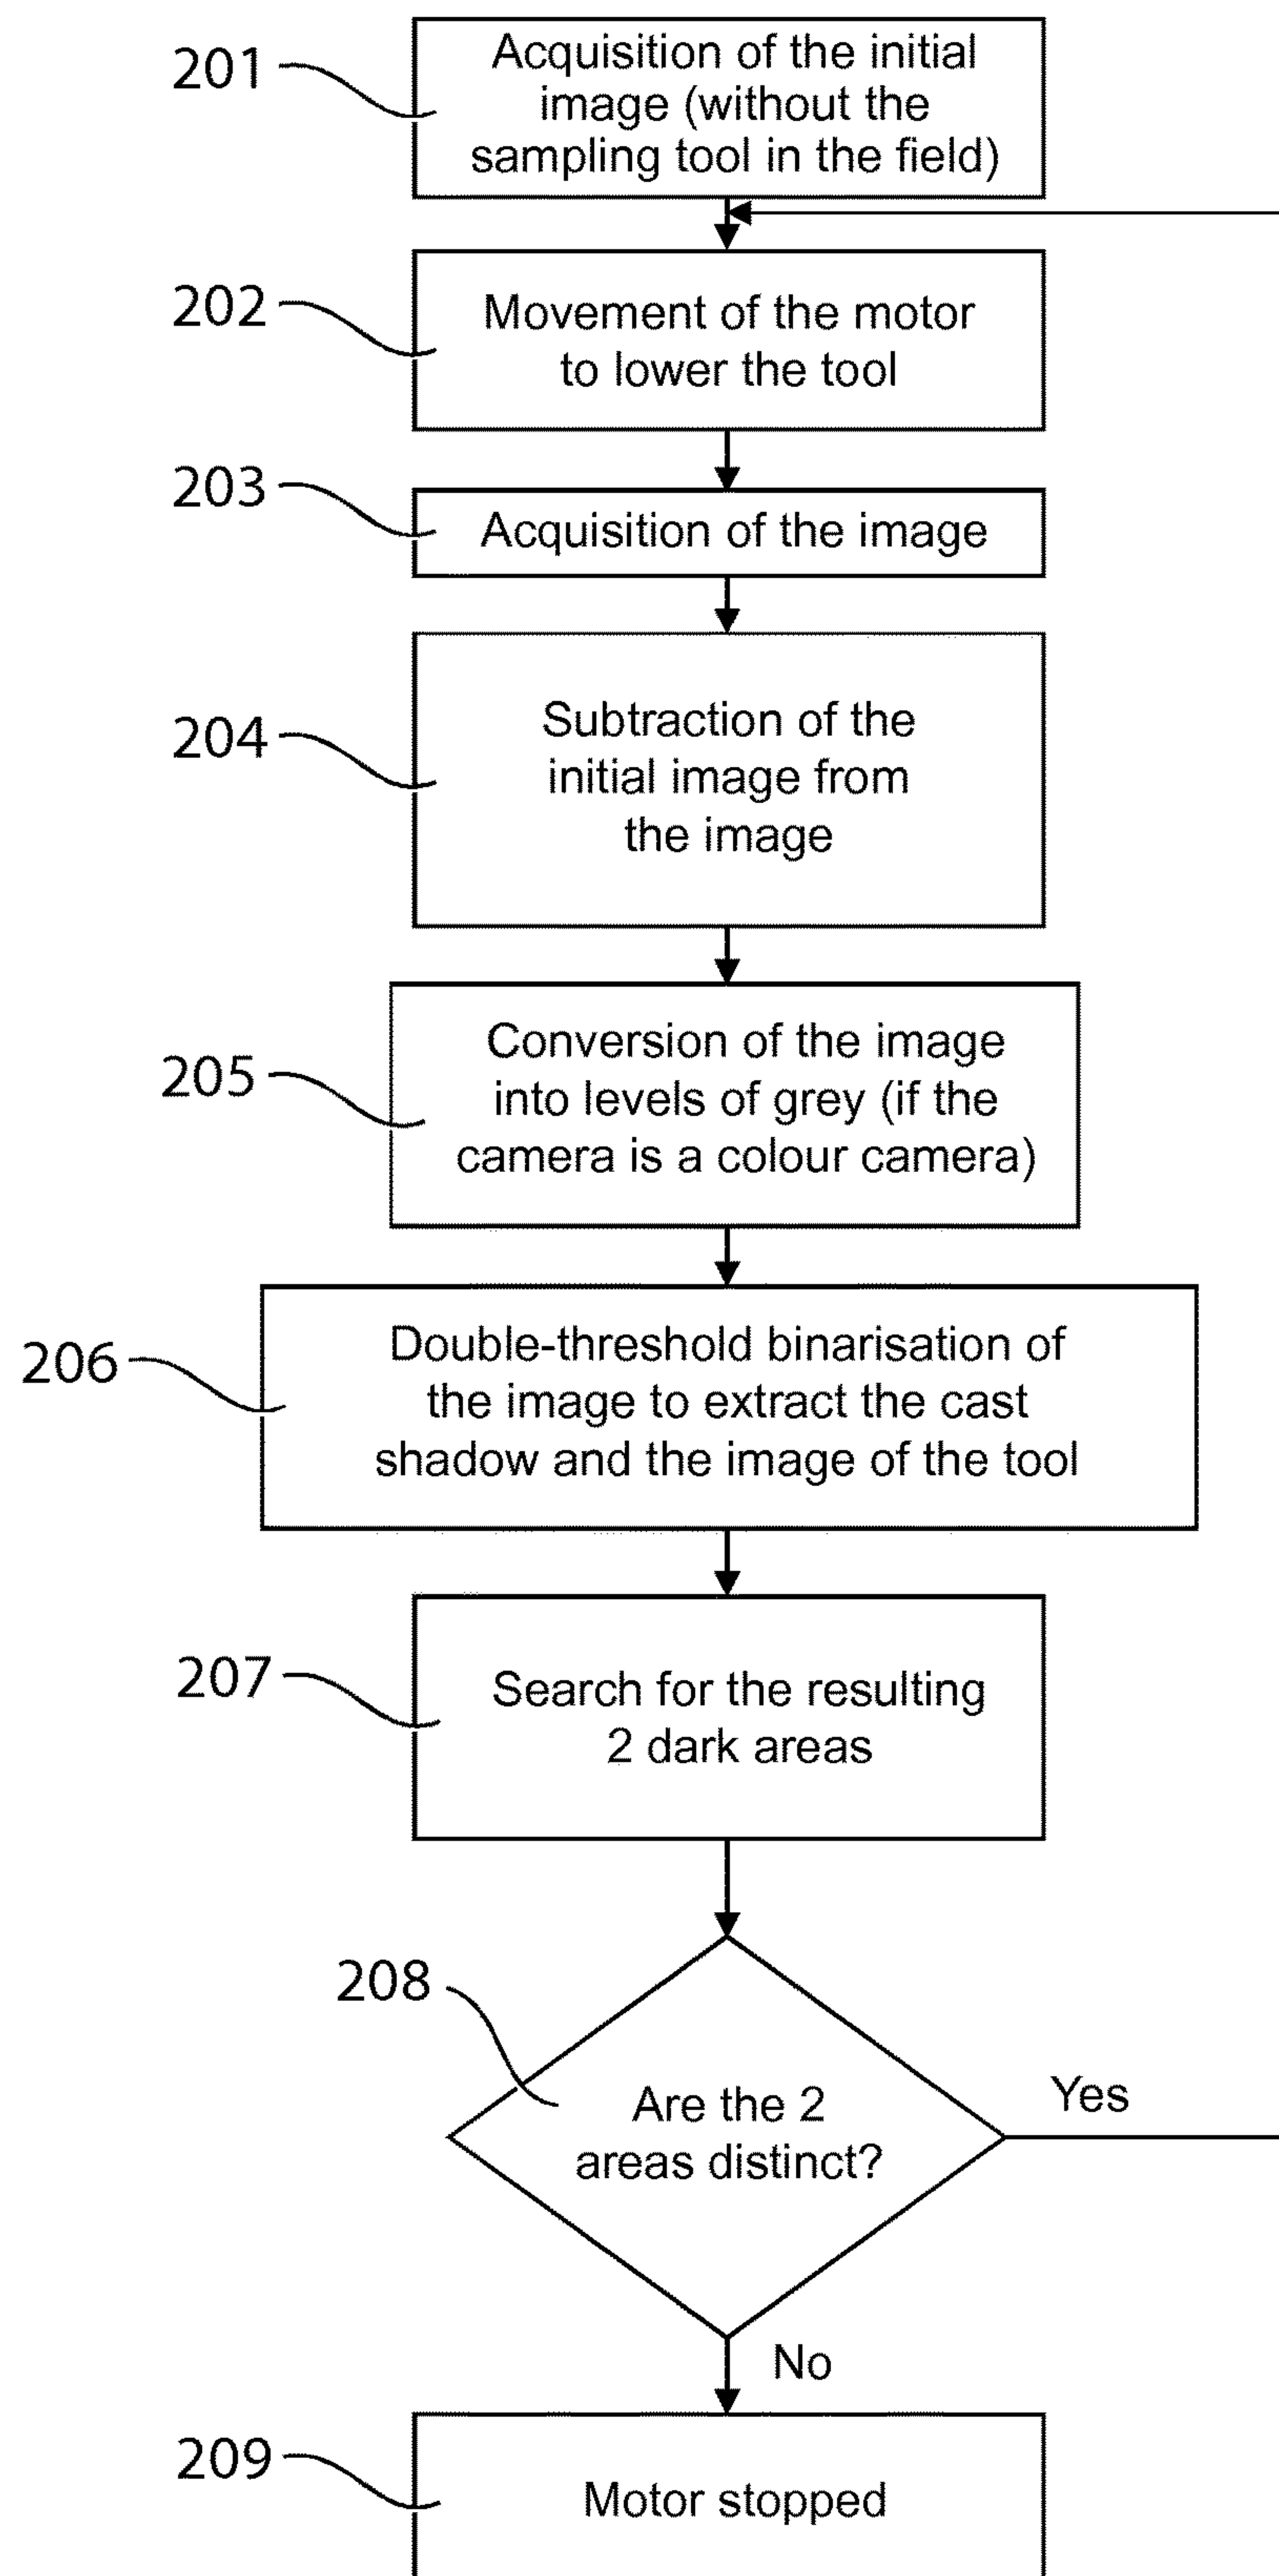 201
Acquisition of the initial
image (without the
sampling tool in the field)
202
Movement of the motor
to lower the tool
203
Acquisition of the image
204
Subtraction of the
initial image from
the image
205
Conversion of the image
into levels of grey (if the
camera is a colour camera)
206
Double-threshold binarisation of
the image to extract the cast
shadow and the image of the tool
207
Search for the resulting
2 dark areas
208
Are the 2
areas distinct?
Yes
No
209
Motor stopped